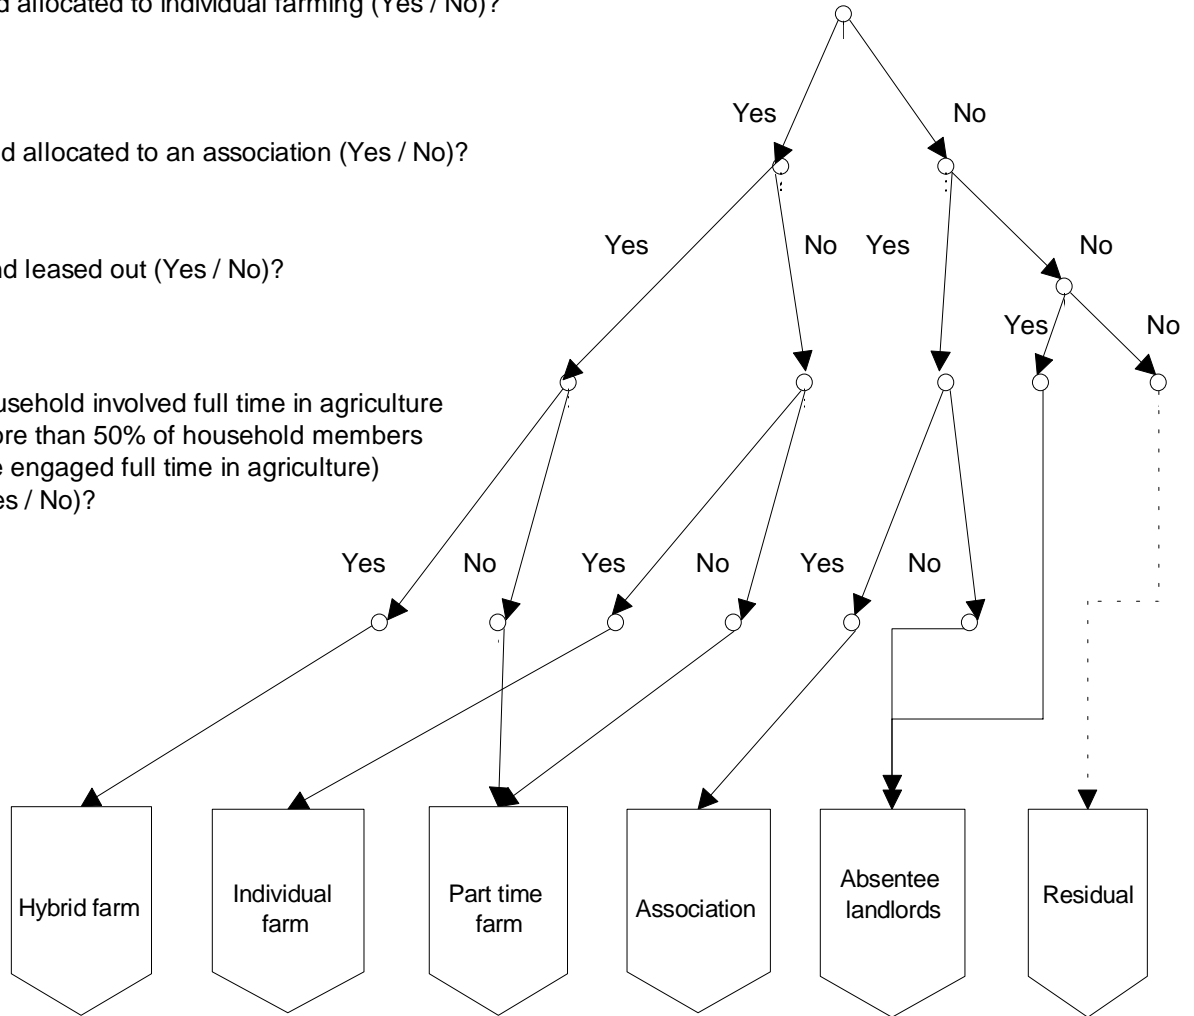 d allocated to individual farming (Yes / No)?
Yes
No
d allocated to an association (Yes / No)?
Yes
No
Yes
No
nd leased out (Yes / No)?
Yes
No
usehold involved full time in agriculture
ore than 50% of household members
e engaged full time in agriculture)
es / No)?
Yes
No
Yes
No
Yes
No
Hybrid farm
Individual
farm
Part time
farm
Association
Absentee
landlords
Residual